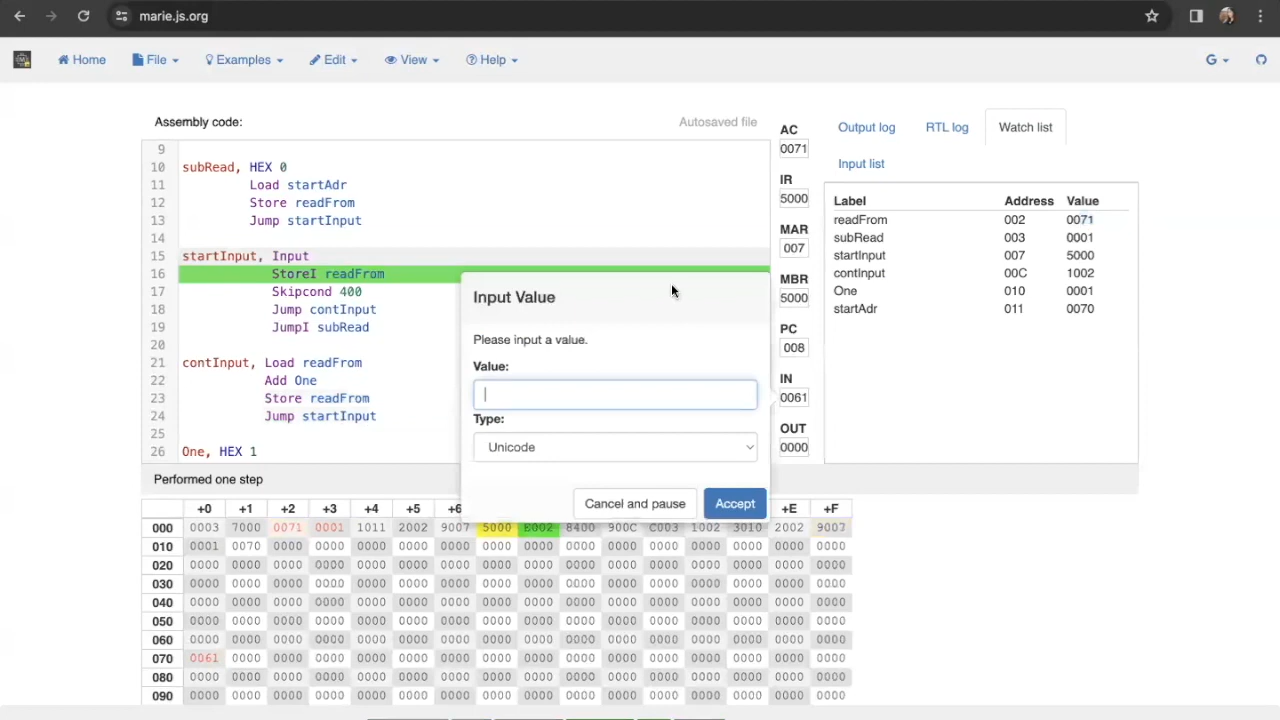 marie.js.org
Home File Examples Edit View Help G
Assembly code: Autosaved file
9
10 subRead, HEX 0
11 Load startAdr
12 Store readFrom
13 Jump startInput
14
15 startInput, Input
16 StoreI readFrom
17 Skipcond 400
18 Jump contInput
19 JumpI subRead
20
21 contInput, Load readFrom
22 Add One
23 Store readFrom
24 Jump startInput
25
26 One, HEX 1
Performed one step
Input Value
Please input a value.
Value:
Type:
Unicode
Cancel and pause Accept
AC
0071
IR
5000
MAR
007
MBR
5000
PC
008
IN
0061
OUT
0000
Output log RTL log Watch list
Input list
Label Address Value
readFrom 002 0071
subRead 003 0001
startInput 007 5000
contInput 00C 1002
One 010 0001
startAdr 011 0070
+0 +1 +2 +3 +4 +5 +6 +E +F
000 0003 7000 0071 0001 1011 2002 9007 5000 E002 8400 900C C003 1002 3010 2002 9007
010 0001 0070 0000 0000 0000 0000 0000 0000 0000 0000 0000 0000 0000 0000 0000 0000
020 0000 0000 0000 0000 0000 0000 0000 0000 0000 0000 0000 0000 0000 0000 0000 0000
030 0000 0000 0000 0000 0000 0000 0000 0000 0000 0000 0000 0000 0000 0000 0000 0000
040 0000 0000 0000 0000 0000 0000 0000 0000 0000 0000 0000 0000 0000 0000 0000 0000
050 0000 0000 0000 0000 0000 0000 0000 0000 0000 0000 0000 0000 0000 0000 0000 0000
060 0000 0000 0000 0000 0000 0000 0000 0000 0000 0000 0000 0000 0000 0000 0000 0000
070 0061 0000 0000 0000 0000 0000 0000 0000 0000 0000 0000 0000 0000 0000 0000 0000
080 0000 0000 0000 0000 0000 0000 0000 0000 0000 0000 0000 0000 0000 0000 0000 0000
090 0000 0000 0000 0000 0000 0000 0000 0000 0000 0000 0000 0000 0000 0000 0000 0000